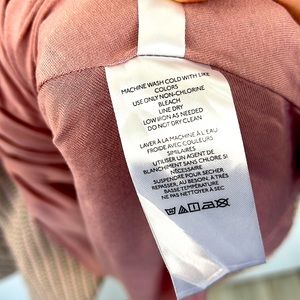 MACHINE WASH COLD WITH LIKE
COLORS
USE ONLY NON-CHLORINE
BLEACH
LINE DRY
LOW IRON AS NEEDED
DO NOT DRY CLEAN
LAVER À LA MACHINE À L'EAU
FROIDE AVEC COULEURS
SIMILAIRES
UTILISER UN AGENT DE
BLANCHIMENT SANS CHLORE SI
NÉCESSAIRE
SUSPENDRE POUR SÉCHER
REPASSER, AU BESOIN, À TRÈS
BASSE TEMPÉRATURE
NE PAS NETTOYER À SEC